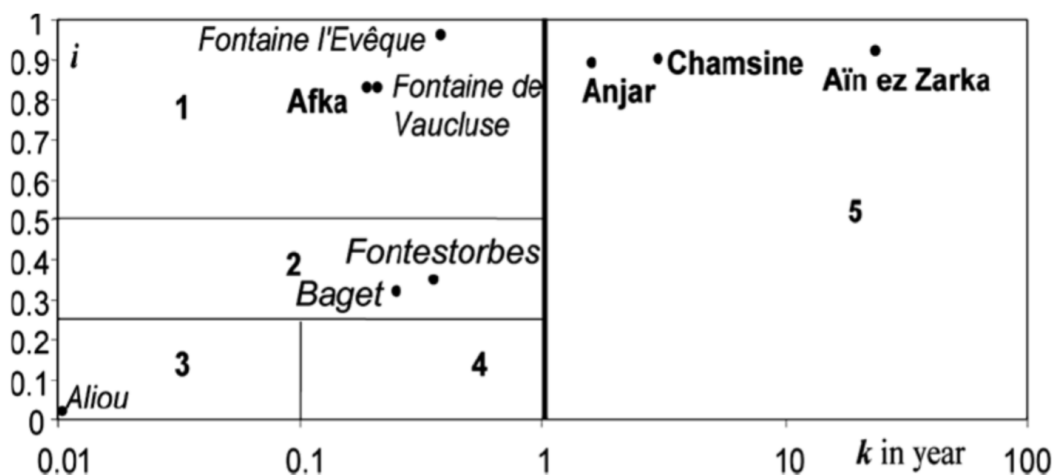 1
i
Fontaine l'Evêque
0.9
Chamsine
Anjar
Aïn ez Zarka
0.8
1
Afka
Fontaine de
Vaucluse
0.7
0.6
0.5
5
0.4
2
Fontestorbes
0.3
Baget
0.2
3
4
0.1
Aliou
0
0.01
0.1
1
10
k in year
100